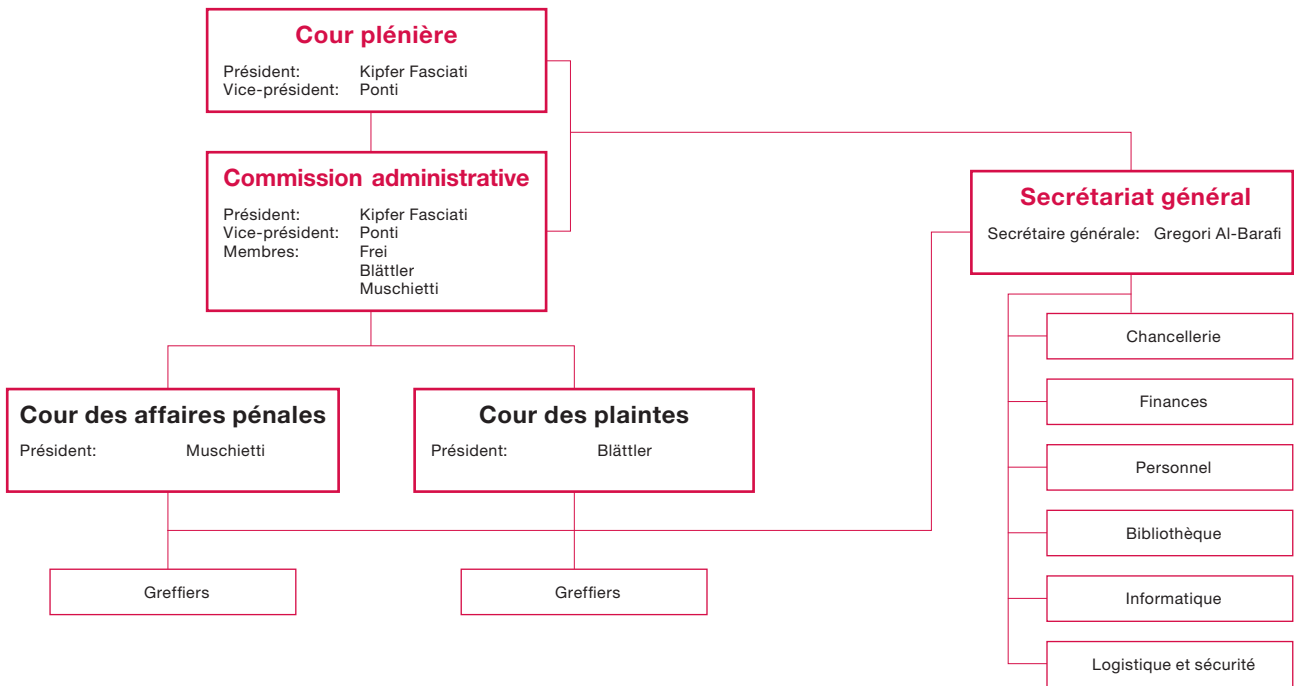 Cour plénière
Président: Kipfer Fasciati
Vice-président: Ponti
Commission administrative
Président: Kipfer Fasciati
Vice-président: Ponti
Membres: Frei
Blättler
Muschietti
Secrétariat général
Secrétaire générale: Gregori Al-Barafi
Chancellerie
Finances
Personnel
Bibliothèque
Informatique
Logistique et sécurité
Cour des affaires pénales
Président: Muschietti
Cour des plaintes
Président: Blättler
Greffiers
Greffiers